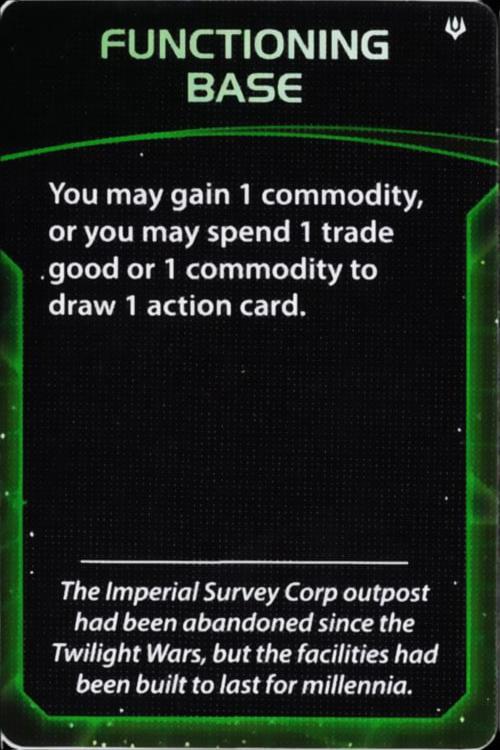 FUNCTIONING
BASE
You may gain 1 commodity,
or you may spend 1 trade
good or 1 commodity to
draw 1 action card.
The Imperial Survey Corp outpost
had been abandoned since the
Twilight Wars, but the facilities had
been built to last for millennia.